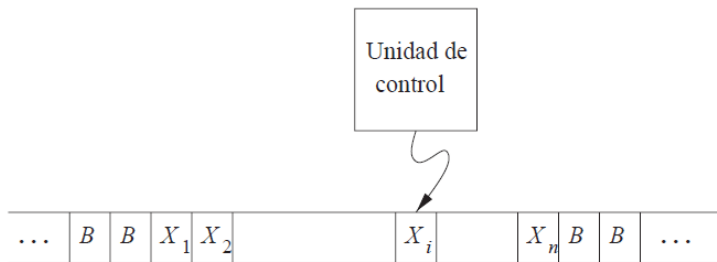 Unidad de
control
... B B X1 X2 Xi Xn B B ...